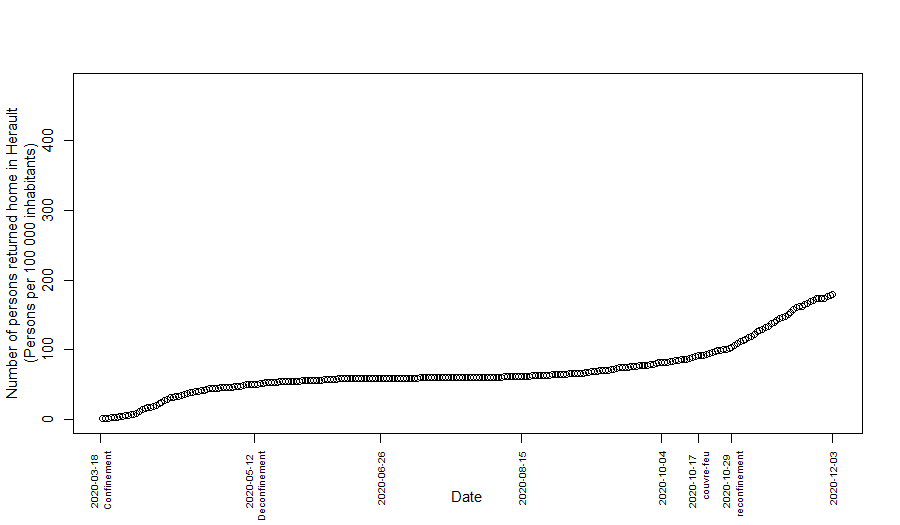 Number of persons returned home in Herault
(Persons per 100 000 inhabitants)
400
300
200
100
0
2020-03-18
Confinement
2020-05-12
Deconfinement
2020-06-26
2020-08-15
2020-10-04
2020-10-17
couvre-feu
2020-10-29
reconfinement
2020-12-03
Date